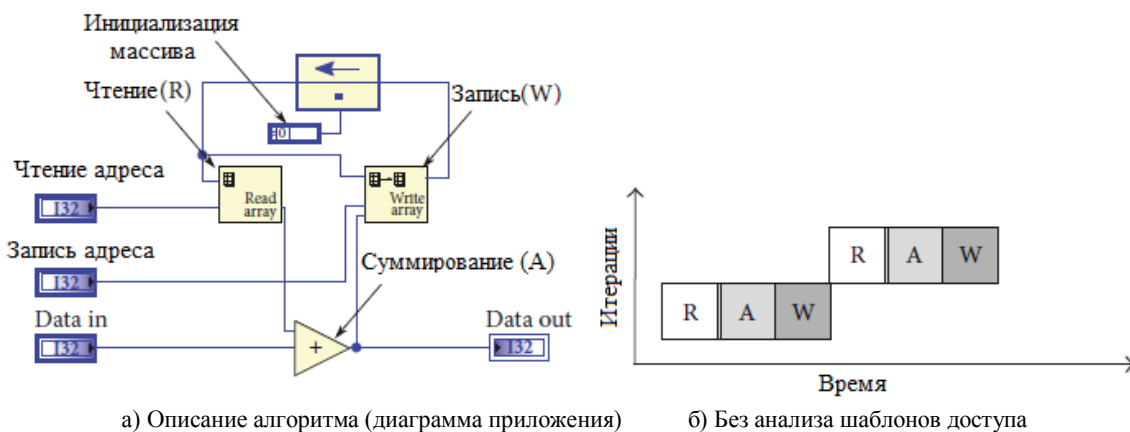 Инициализация
массива
Чтение(R)
Запись(W)
0
Чтение адреса
Read
array
Write
array
I32
Запись адреса
Суммирование (A)
I32
Data in
Data out
I32
+
I32
R
A
W
R
A
W
Итерации
Время
а) Описание алгоритма (диаграмма приложения)
б) Без анализа шаблонов доступа